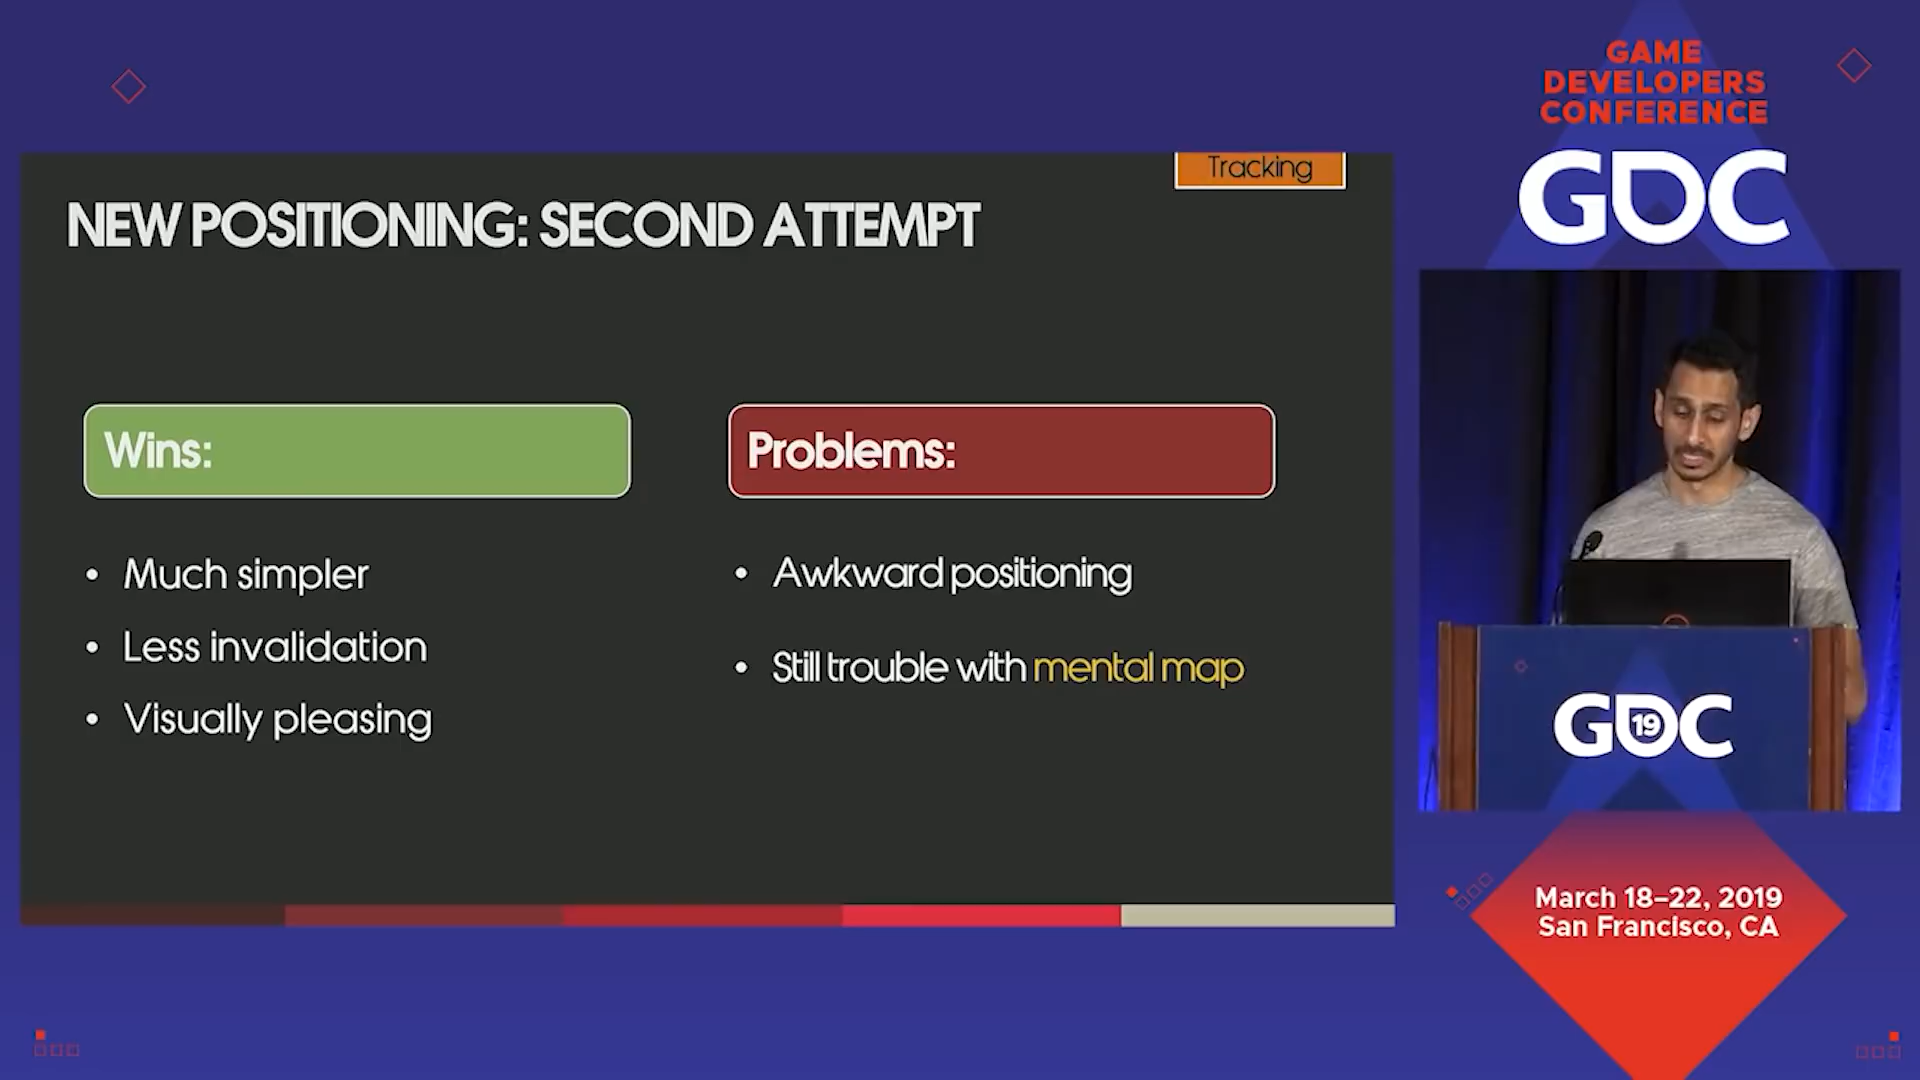 GAME
DEVELOPERS
CONFERENCE
GDC
Tracking
NEW POSITIONING: SECOND ATTEMPT
Wins:
• Much simpler
• Less invalidation
• Visually pleasing
Problems:
• Awkward positioning
• Still trouble with mental map
GDC
19
March 18–22, 2019
San Francisco, CA